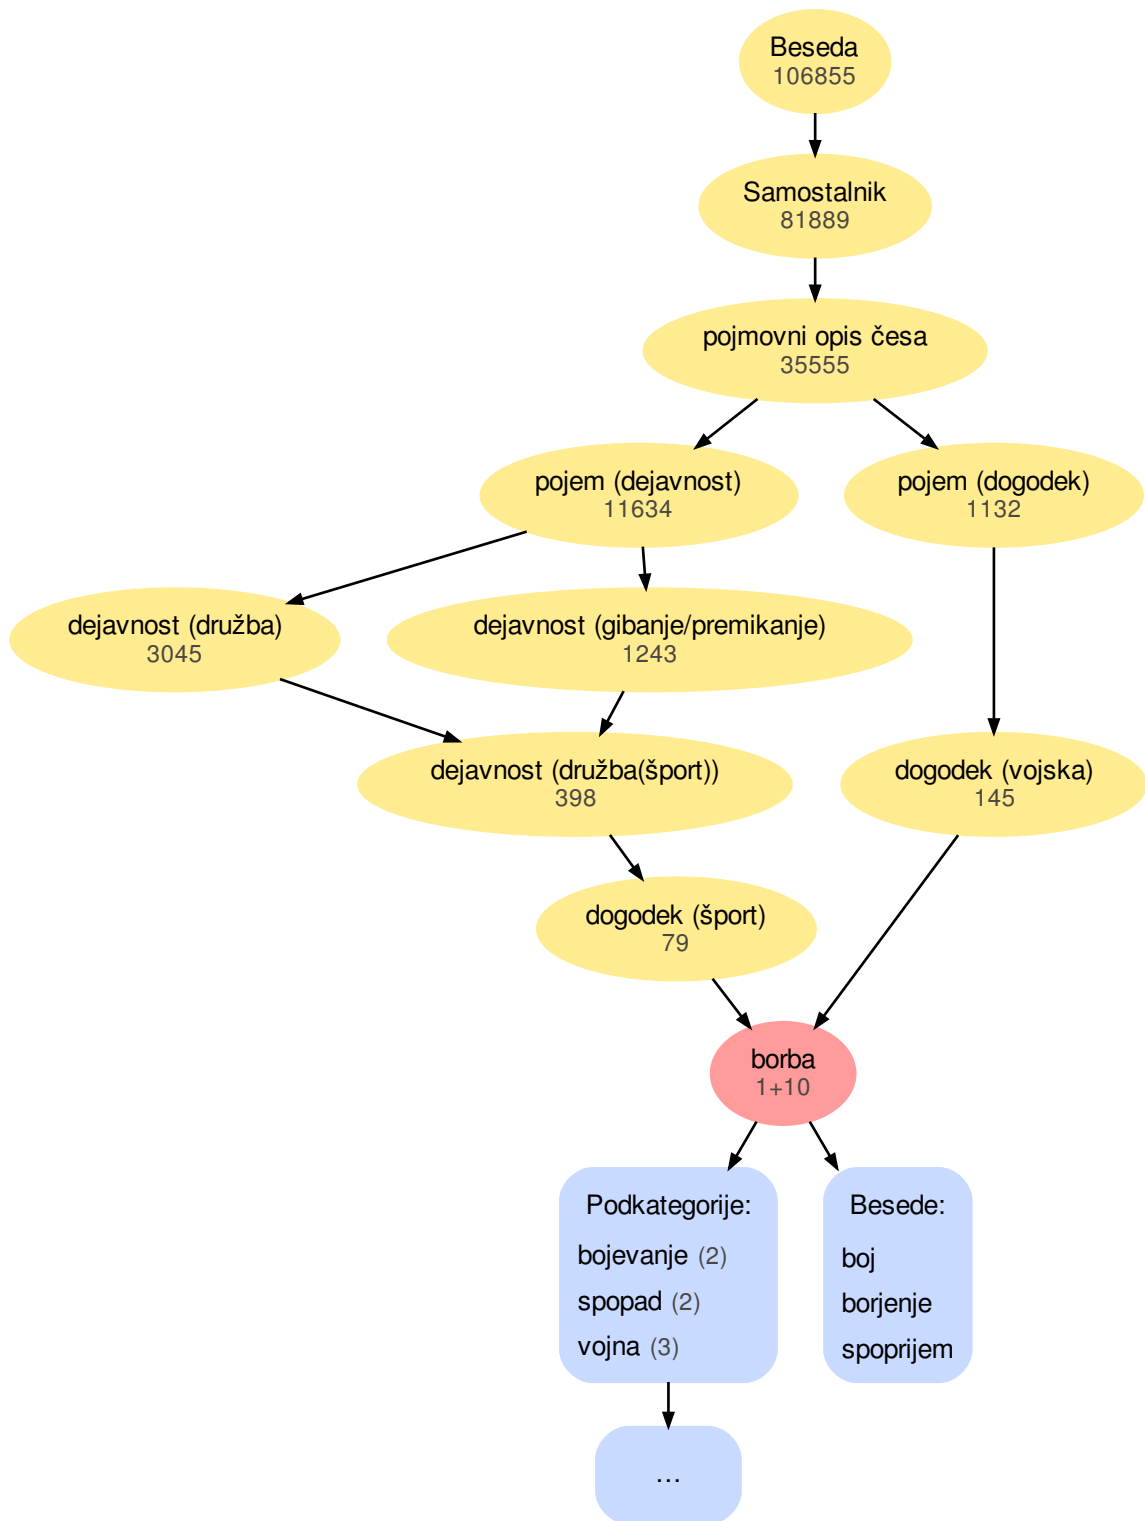 Beseda
106855
Samostalnik
81889
pojmovni opis česa
35555
pojem (dejavnost)
11634
pojem (dogodek)
1132
dejavnost (družba)
3045
dejavnost (gibanje/premikanje)
1243
dejavnost (družba(šport))
398
dogodek (vojska)
145
dogodek (šport)
79
borba
1+10
Podkategorije:
bojevanje (2)
spopad (2)
vojna (3)
Besede:
boj
borjenje
spoprijem
...